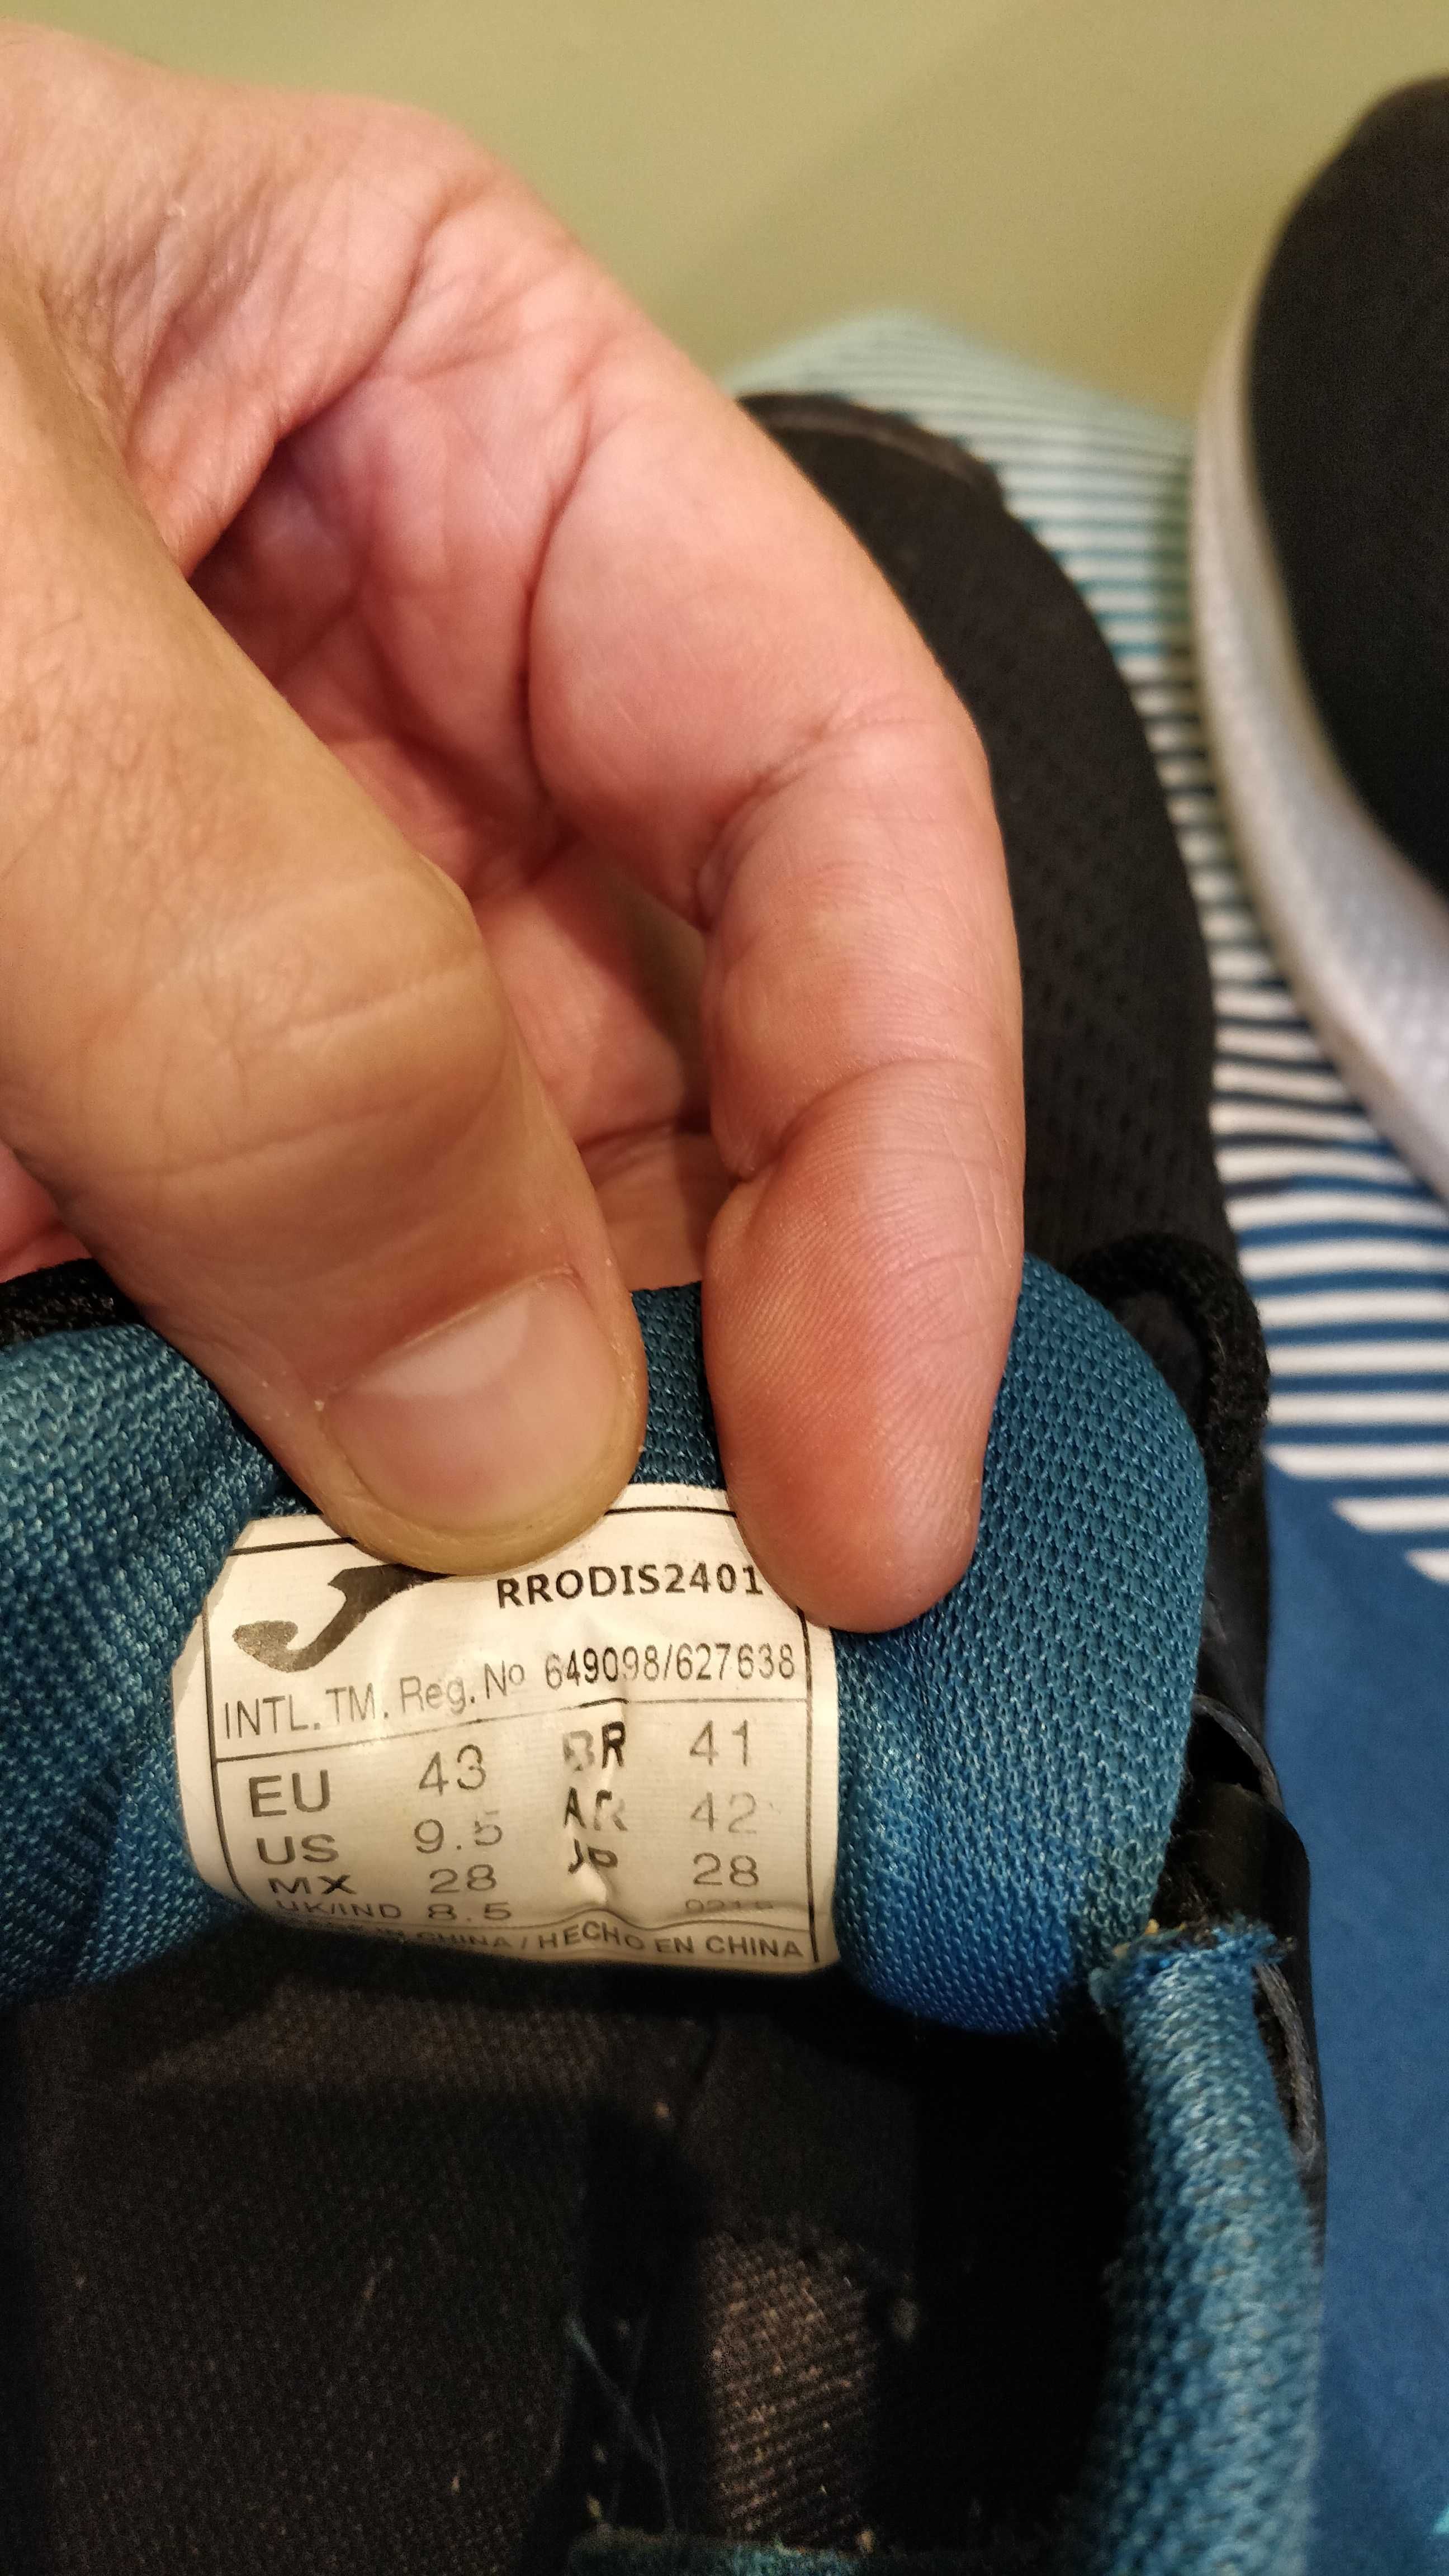 RRODIS2401
INTL. TM. Reg. Nº 649098/627638
EU 43 BR 41
US 9.5 AR 42
MX 28 JP 28
UK/IND 8.5
CHINA / HECHO EN CHINA